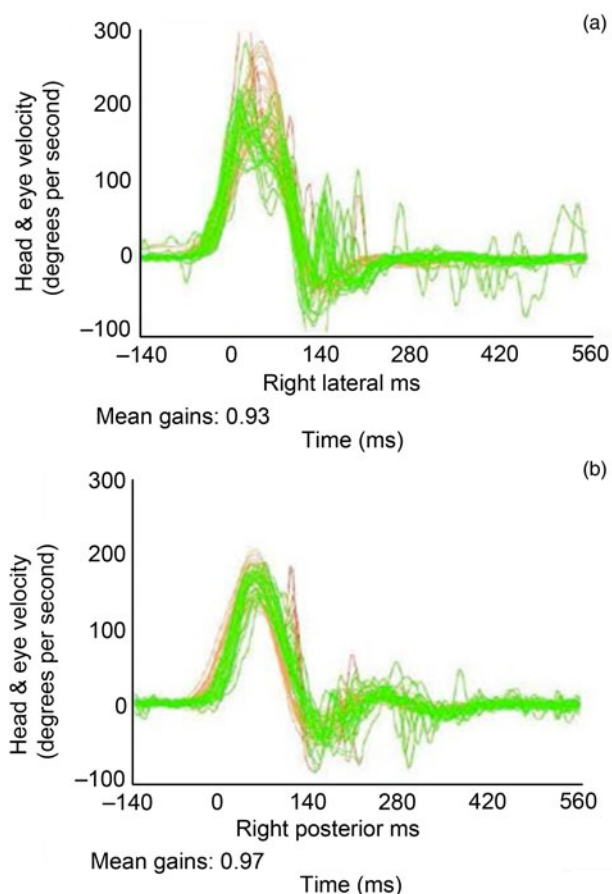 (a)
300
200
100
0
–100
Head & eye velocity
(degrees per second)
–140 0 140 280 420 560
Right lateral ms
Mean gains: 0.93
Time (ms)
(b)
300
200
100
0
–100
Head & eye velocity
(degrees per second)
–140 0 140 280 420 560
Right posterior ms
Mean gains: 0.97
Time (ms)